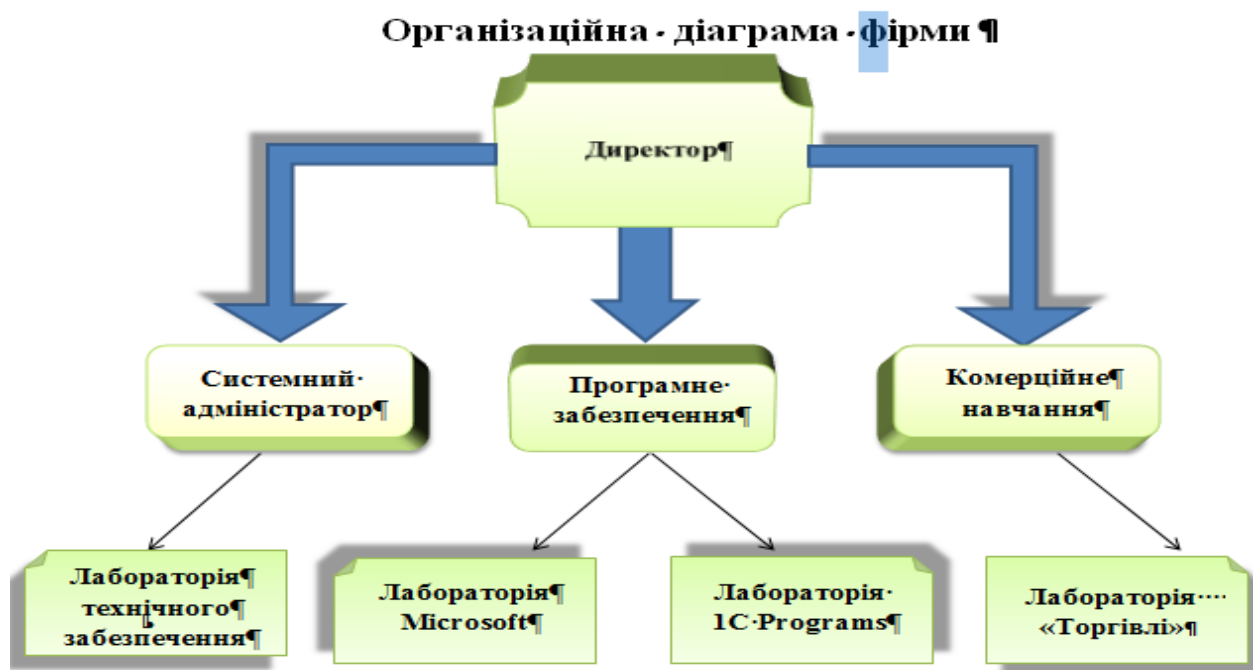 Організаційна діаграма фірми¶
Директор¶
Системний
адміністратор¶
Програмне
забезпечення¶
Комерційне¶
навчання¶
Лабораторія¶
технічного¶
забезпечення¶
Лабораторія¶
Microsoft¶
Лабораторія
1С Programs¶
Лабораторія
«Торгівлі»¶